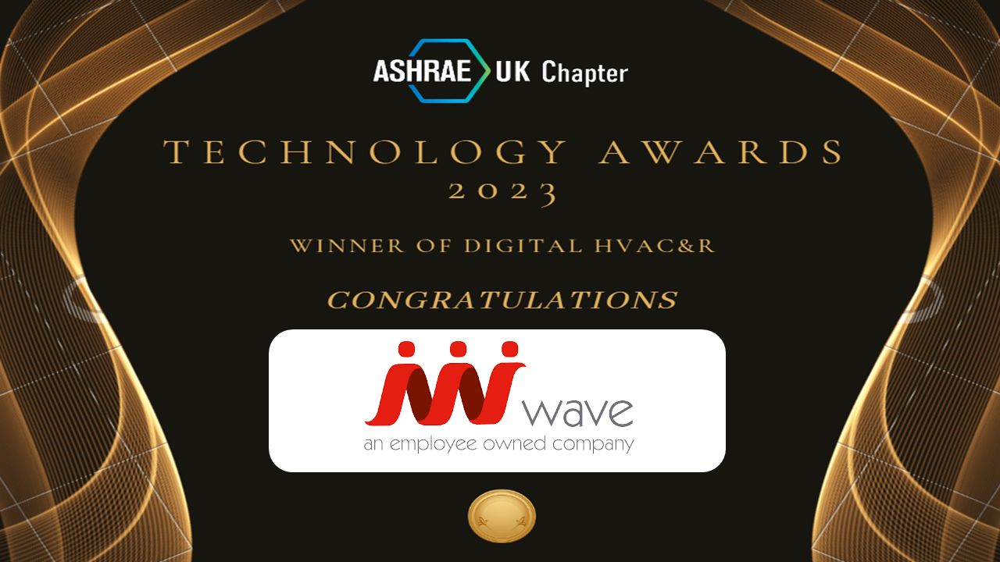 ASHRAE UK Chapter
TECHNOLOGY AWARDS
2023
WINNER OF DIGITAL HVAC&R
CONGRATULATIONS
wave
an employee owned company